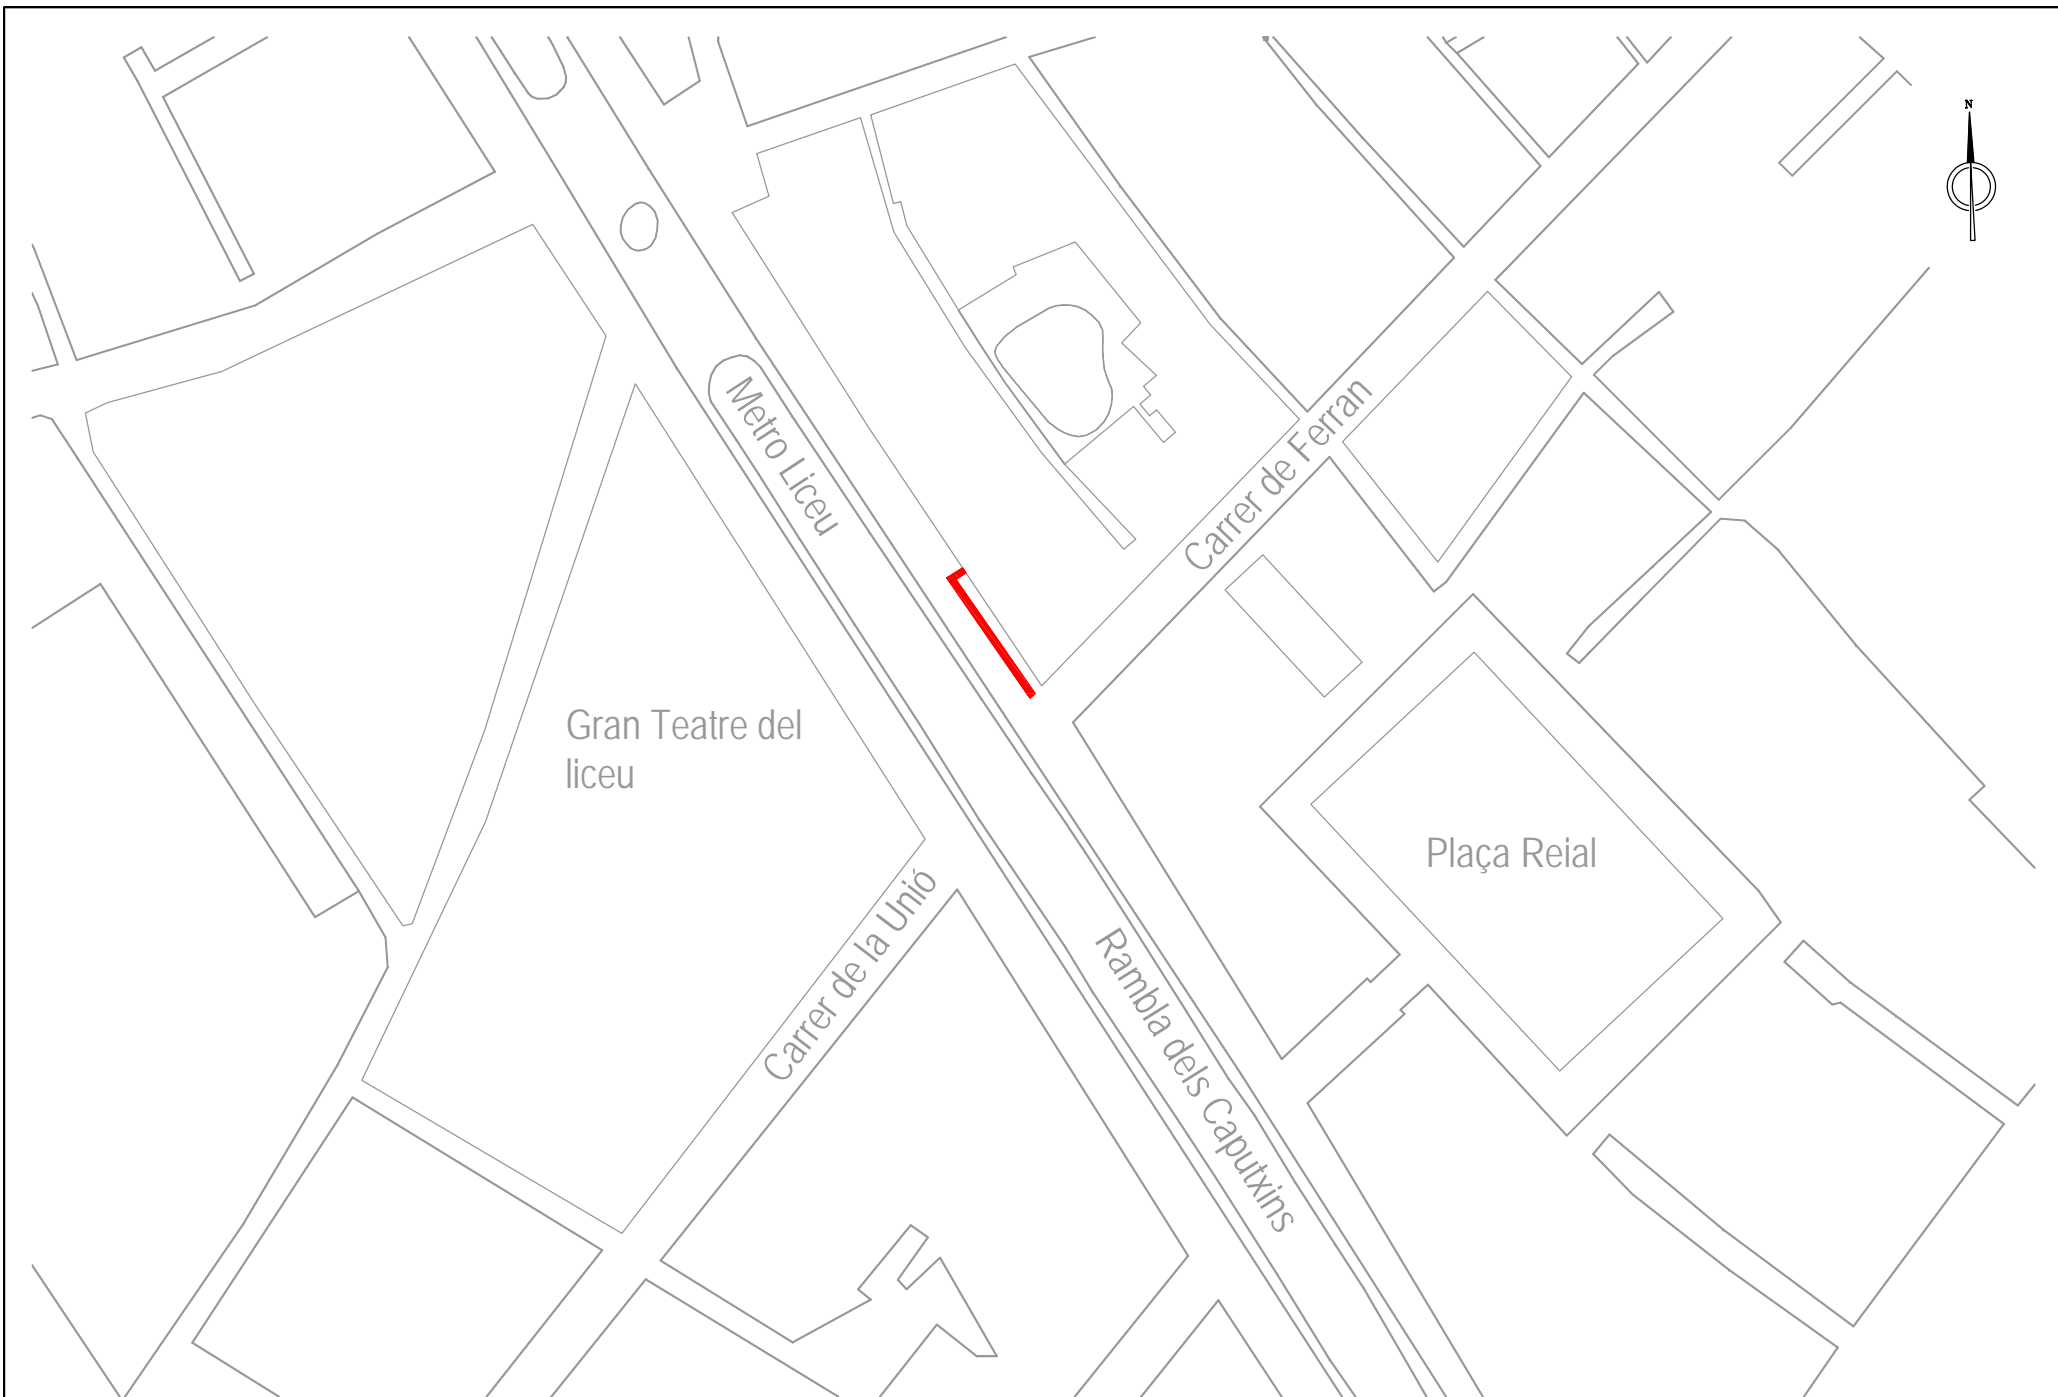 N
Metro Liceu
Carrer de Ferran
Gran Teatre del
liceu
Plaça Reial
Carrer de la Unió
Rambla dels Caputxins